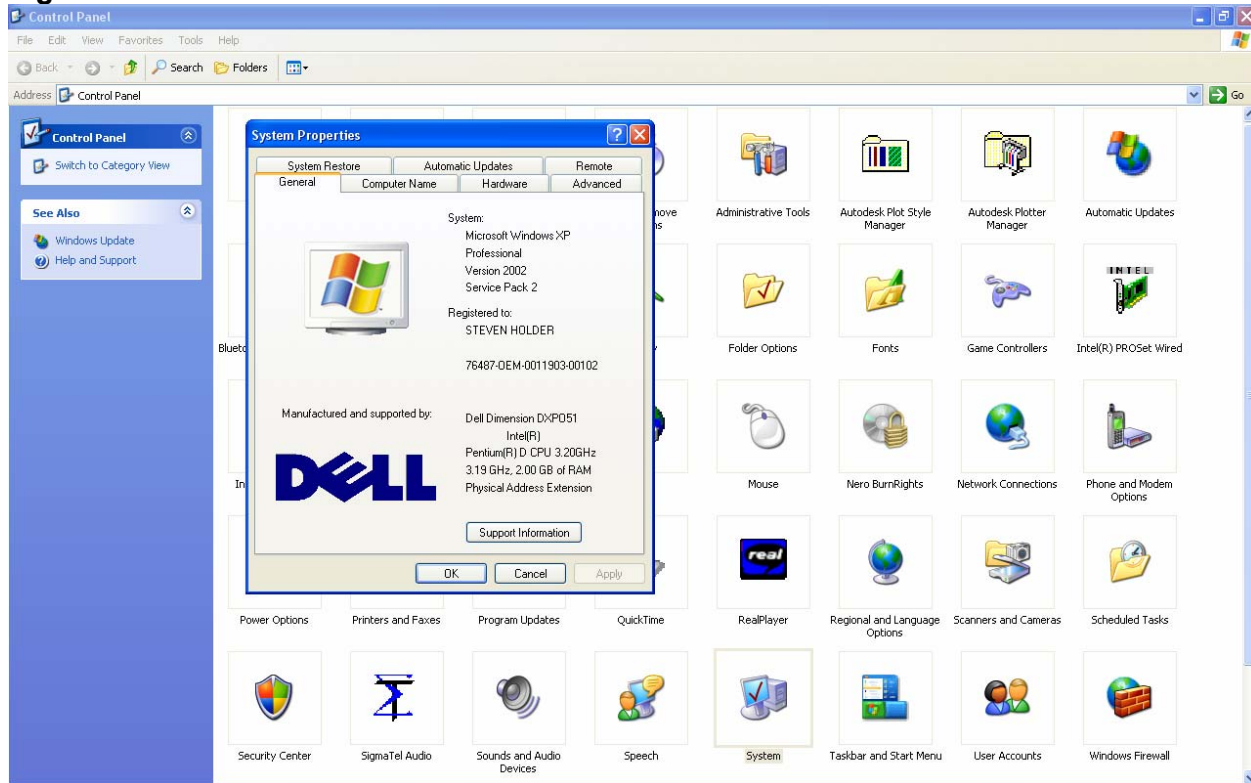 Control Panel
File Edit View Favorites Tools Help
Back Search Folders
Address Control Panel Go
Control Panel
Switch to Category View
See Also
Windows Update
Help and Support
System Properties
System Restore Automatic Updates Remote
General Computer Name Hardware Advanced
System:
Microsoft Windows XP
Professional
Version 2002
Service Pack 2
Registered to:
STEVEN HOLDER
76487-OEM-0011903-00102
Manufactured and supported by:
Dell Dimension DXP051
Intel(R)
Pentium(R) D CPU 3.20GHz
3.19 GHz, 2.00 GB of RAM
Physical Address Extension
DELL
Support Information
OK Cancel Apply
Administrative Tools
Autodesk Plot Style
Manager
Autodesk Plotter
Manager
Automatic Updates
Folder Options
Fonts
Game Controllers
INTEL
Intel(R) PROSet Wired
Mouse
Nero BurnRights
Network Connections
Phone and Modem
Options
Power Options
Printers and Faxes
Program Updates
QuickTime
real
RealPlayer
Regional and Language
Options
Scanners and Cameras
Scheduled Tasks
Security Center
SigmaTel Audio
Sounds and Audio
Devices
Speech
System
Taskbar and Start Menu
User Accounts
Windows Firewall